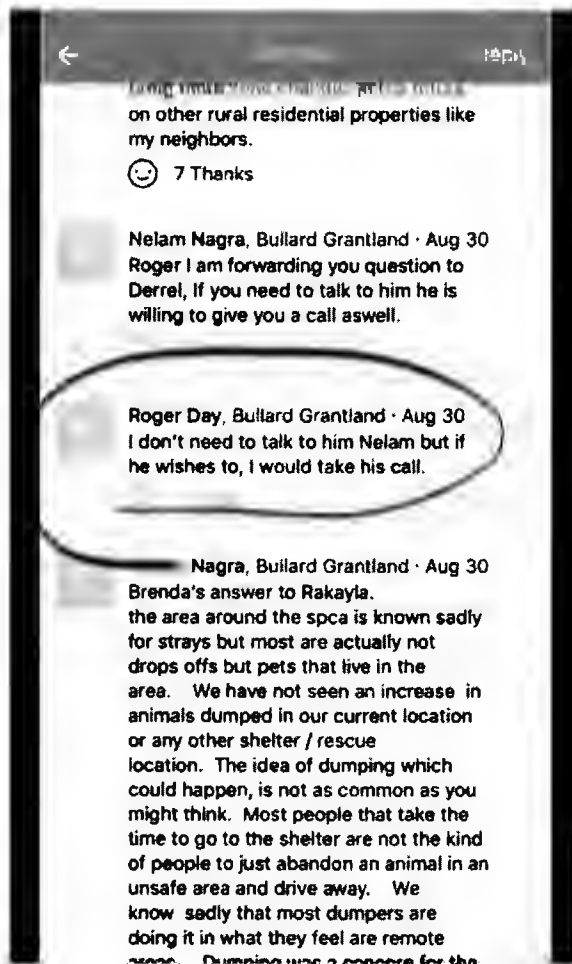 on other rural residential properties like
my neighbors.
7 Thanks
Nelam Nagra, Bullard Grantland · Aug 30
Roger I am forwarding you question to
Derrel, If you need to talk to him he is
willing to give you a call aswell.
Roger Day, Bullard Grantland · Aug 30
I don't need to talk to him Nelam but if
he wishes to, I would take his call.
Nagra, Bullard Grantland · Aug 30
Brenda's answer to Rakayla.
the area around the spca is known sadly
for strays but most are actually not
drops offs but pets that live in the
area. We have not seen an increase in
animals dumped in our current location
or any other shelter / rescue
location. The idea of dumping which
could happen, is not as common as you
might think. Most people that take the
time to go to the shelter are not the kind
of people to just abandon an animal in an
unsafe area and drive away. We
know sadly that most dumpers are
doing it in what they feel are remote
areas. Dumping was a concern for the